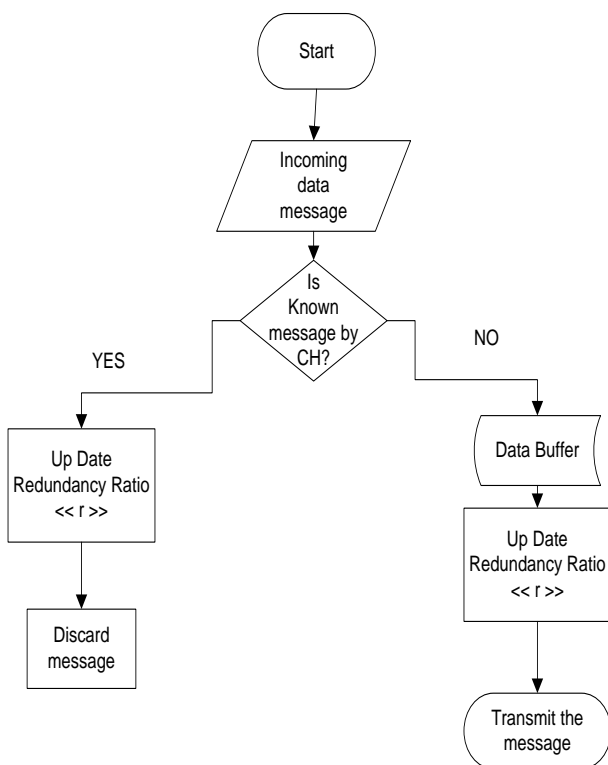 Start
Incoming
data
message
Is
Known
message by
CH?
YES
NO
Up Date
Redundancy Ratio
<< r >>
Discard
message
Data Buffer
Up Date
Redundancy Ratio
<< r >>
Transmit the
message